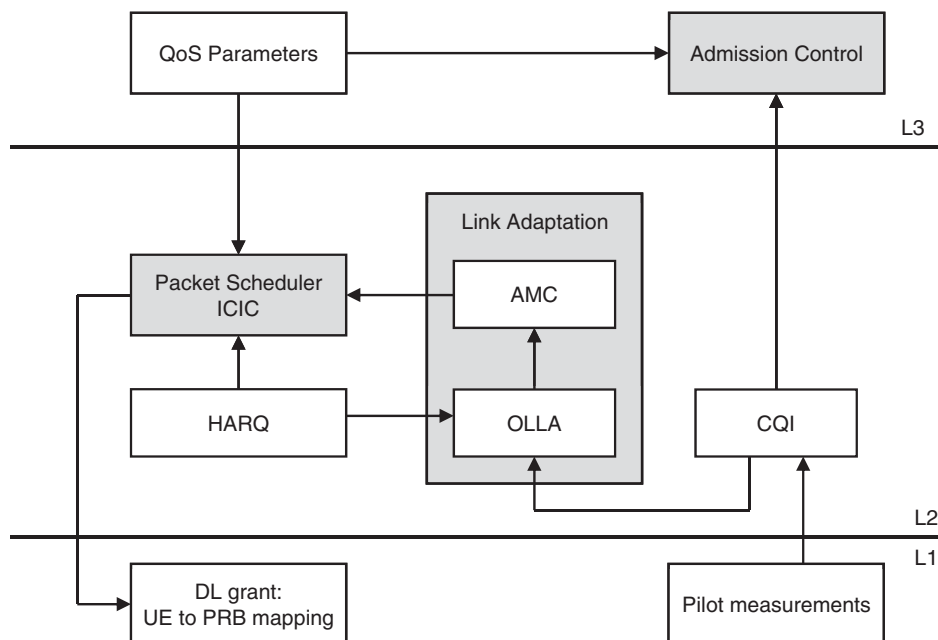 QoS Parameters
Admission Control
L3
Link Adaptation
Packet Scheduler
ICIC
AMC
HARQ
OLLA
CQI
L2
L1
DL grant:
UE to PRB mapping
Pilot measurements